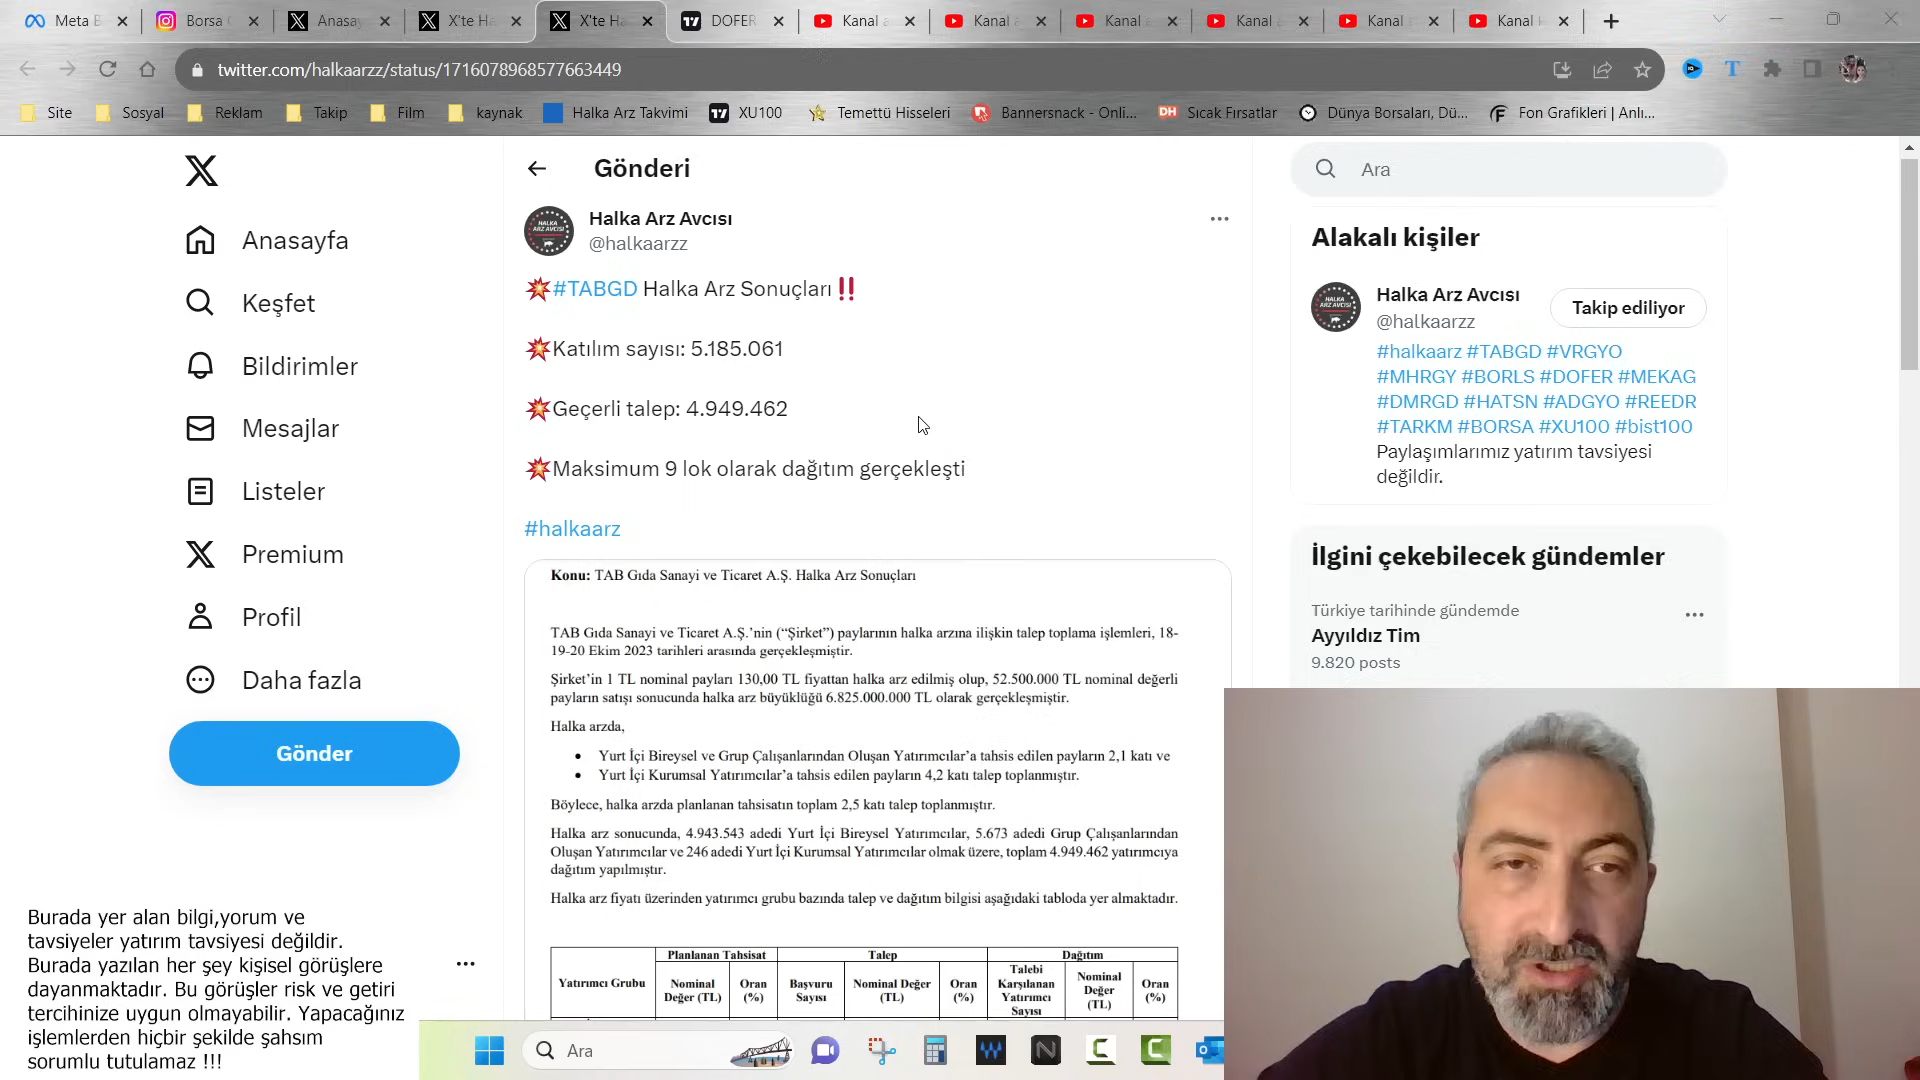 Meta B
Borsa
Anasay
X'te Ha
X'te Ha
DOFER
Kanal
Kanal
Kanal
Kanal
Kanal
Kanal
twitter.com/halkaarzz/status/1716078968577663449
Site
Sosyal
Reklam
Takip
Film
kaynak
Halka Arz Takvimi
XU100
Temettü Hisseleri
Bannersnack - Onli...
DH Sıcak Fırsatlar
Dünya Borsaları, Dü...
Fon Grafikleri | Anlı...
Anasayfa
Keşfet
Bildirimler
Mesajlar
Listeler
Premium
Profil
Daha fazla
Gönder
Gönderi
Halka Arz Avcısı
@halkaarzz
💥#TABGD Halka Arz Sonuçları‼️
💥Katılım sayısı: 5.185.061
💥Geçerli talep: 4.949.462
💥Maksimum 9 lok olarak dağıtım gerçekleşti
#halkaarz
Konu: TAB Gıda Sanayi ve Ticaret A.Ş. Halka Arz Sonuçları
TAB Gıda Sanayi ve Ticaret A.Ş.'nin (“Şirket”) paylarının halka arzına ilişkin talep toplama işlemleri, 18-
19-20 Ekim 2023 tarihleri arasında gerçekleşmiştir.
Şirket'in 1 TL nominal payları 130,00 TL fiyattan halka arz edilmiş olup, 52.500.000 TL nominal değerli
payların satışı sonucunda halka arz büyüklüğü 6.825.000.000 TL olarak gerçekleşmiştir.
Halka arzda,
• Yurt İçi Bireysel ve Grup Çalışanlarından Oluşan Yatırımcılar'a tahsis edilen payların 2,1 katı ve
• Yurt İçi Kurumsal Yatırımcılar'a tahsis edilen payların 4,2 katı talep toplanmıştır.
Böylece, halka arzda planlanan tahsisatın toplam 2,5 katı talep toplanmıştır.
Halka arz sonucunda, 4.943.543 adedi Yurt İçi Bireysel Yatırımcılar, 5.673 adedi Grup Çalışanlarından
Oluşan Yatırımcılar ve 246 adedi Yurt İçi Kurumsal Yatırımcılar olmak üzere, toplam 4.949.462 yatırımcıya
dağıtım yapılmıştır.
Halka arz fiyatı üzerinden yatırımcı grubu bazında talep ve dağıtım bilgisi aşağıdaki tabloda yer almaktadır.
Planlanan Tahsisat
Talep
Dağıtım
Yatırımcı Grubu
Nominal Değer (TL)
Oran (%)
Başvuru Sayısı
Nominal Değer (TL)
Oran (%)
Talebi Karşılanan Yatırımcı Sayısı
Nominal Değer (TL)
Oran (%)
Ara
Alakalı kişiler
Halka Arz Avcısı
@halkaarzz
Takip ediliyor
#halkaarz #TABGD #VRGYO
#MHRGY #BORLS #DOFER #MEKAG
#DMRGD #HATSN #ADGYO #REEDR
#TARKM #BORSA #XU100 #bist100
Paylaşımlarımız yatırım tavsiyesi
değildir.
İlgini çekebilecek gündemler
Türkiye tarihinde gündemde
Ayyıldız Tim
9.820 posts
Burada yer alan bilgi,yorum ve
tavsiyeler yatırım tavsiyesi değildir.
Burada yazılan her şey kişisel görüşlere
dayanmaktadır. Bu görüşler risk ve getiri
tercihinize uygun olmayabilir. Yapacağınız
işlemlerden hiçbir şekilde şahsım
sorumlu tutulamaz !!!
Ara